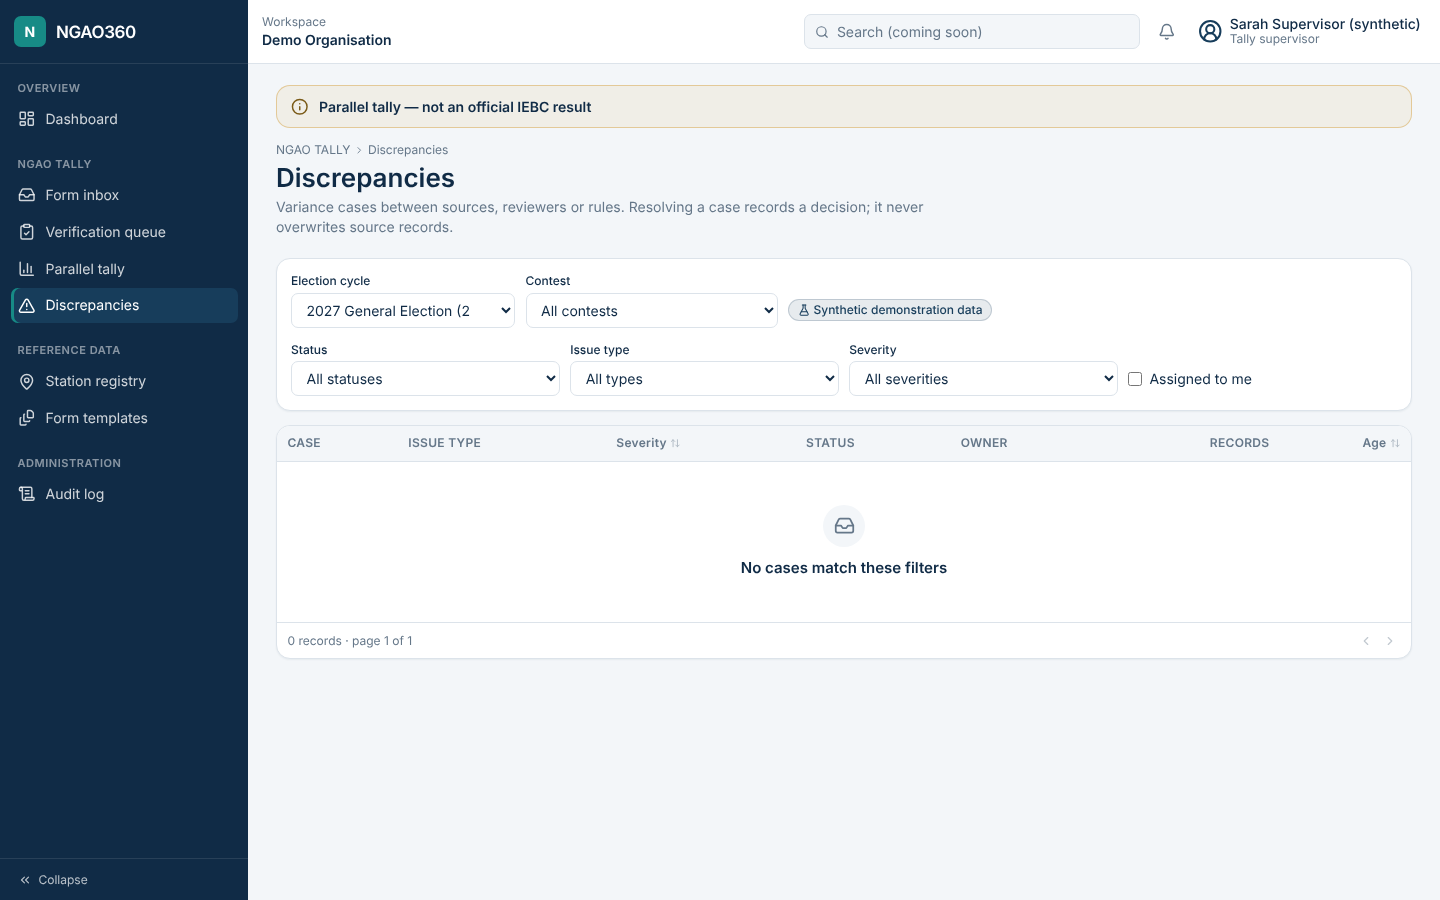 N NGAO360
Workspace
Demo Organisation
Search (coming soon)
Sarah Supervisor (synthetic)
Tally supervisor
OVERVIEW
Dashboard
NGAO TALLY
Form inbox
Verification queue
Parallel tally
Discrepancies
REFERENCE DATA
Station registry
Form templates
ADMINISTRATION
Audit log
Collapse
Parallel tally — not an official IEBC result
NGAO TALLY > Discrepancies
Discrepancies
Variance cases between sources, reviewers or rules. Resolving a case records a decision; it never
overwrites source records.
Election cycle Contest
2027 General Election (2 All contests Synthetic demonstration data
Status Issue type Severity
All statuses All types All severities Assigned to me
CASE ISSUE TYPE Severity STATUS OWNER RECORDS Age
No cases match these filters
0 records · page 1 of 1